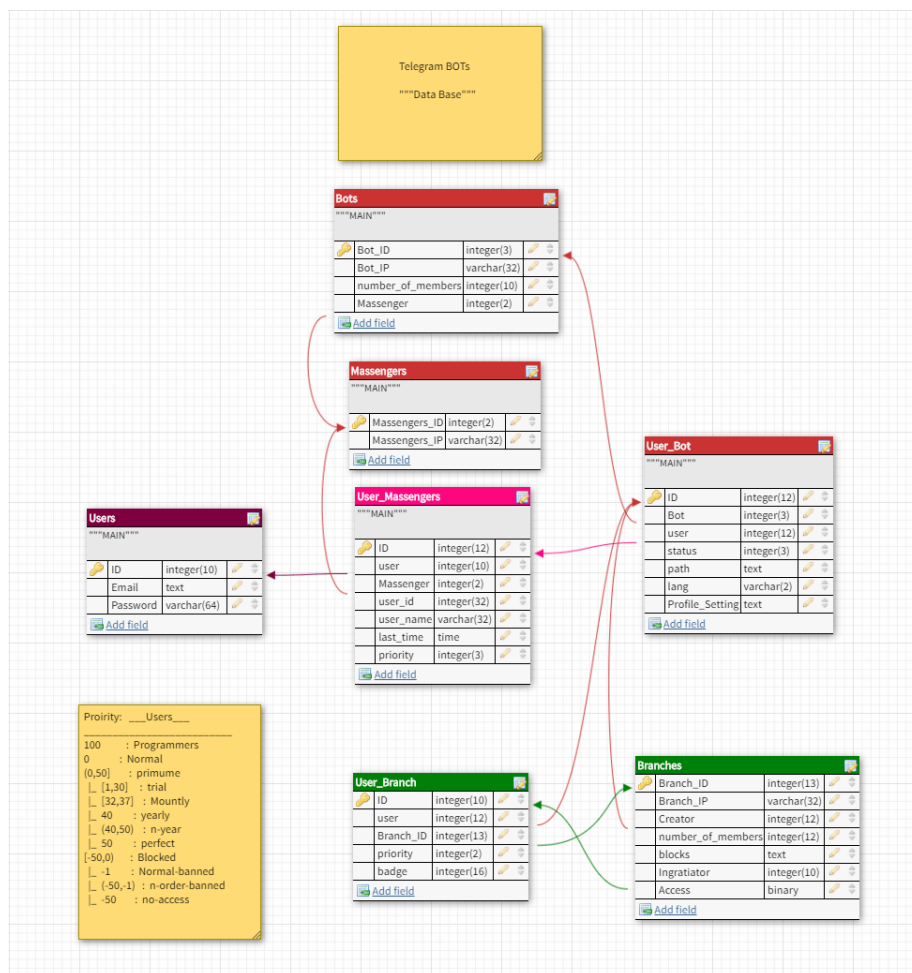 Telegram BOTs
"""Data Base"""
Bots
"""MAIN"""
Bot_ID integer(3)
Bot_IP varchar(32)
number_of_members integer(10)
Massenger integer(2)
Add field
Massengers
"""MAIN"""
Massengers_ID integer(2)
Massengers_IP varchar(32)
Add field
User_Bot
"""MAIN"""
ID integer(12)
Bot integer(3)
user integer(12)
status integer(3)
path text
lang varchar(2)
Profile_Setting text
Add field
User_Massengers
"""MAIN"""
ID integer(12)
user integer(10)
Massenger integer(2)
user_id integer(32)
user_name varchar(32)
last_time time
priority integer(3)
Add field
Users
"""MAIN"""
ID integer(10)
Email text
Password varchar(64)
Add field
Proirity: ___Users___
___________________________
100 : Programmers
0 : Normal
(0,50] : primume
|_ [1,30] : trial
|_ [32,37] : Mountly
|_ 40 : yearly
|_ (40,50) : n-year
|_ 50 : perfect
[-50,0) : Blocked
|_ -1 : Normal-banned
|_ (-50,-1) : n-order-banned
|_ -50 : no-access
User_Branch
ID integer(10)
user integer(12)
Branch_ID integer(13)
priority integer(2)
badge integer(16)
Add field
Branches
Branch_ID integer(13)
Branch_IP varchar(32)
Creator integer(12)
number_of_members integer(12)
blocks text
Ingratiator integer(10)
Access binary
Add field